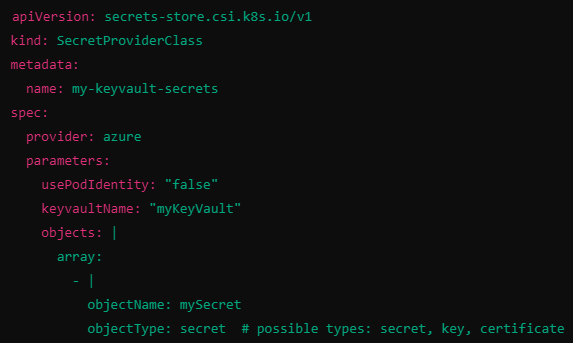 apiVersion: secrets-store.csi.k8s.io/v1
kind: SecretProviderClass
metadata:
  name: my-keyvault-secrets
spec:
  provider: azure
  parameters:
    usePodIdentity: "false"
    keyvaultName: "myKeyVault"
    objects: |
      array:
        - |
          objectName: mySecret
          objectType: secret  # possible types: secret, key, certificate